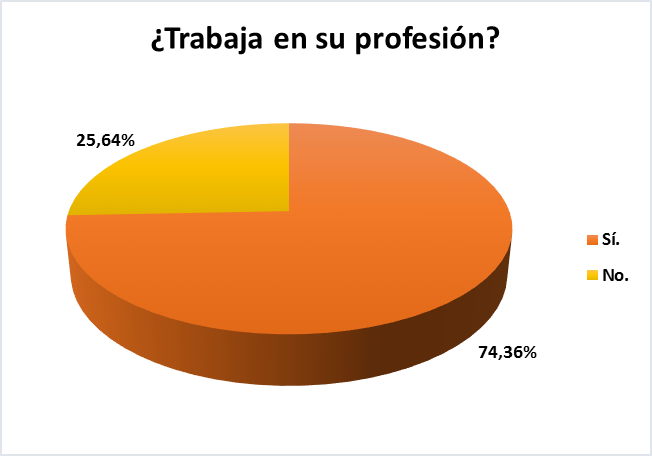 ¿Trabaja en su profesión?
25,64%
Sí.
No.
74,36%